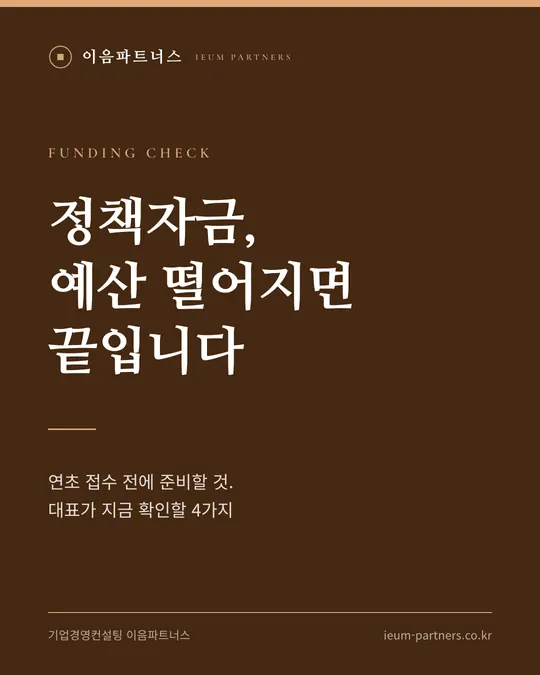 이음파트너스 IEUM PARTNERS
FUNDING CHECK
정책자금,
예산 떨어지면
끝입니다
연초 접수 전에 준비할 것.
대표가 지금 확인할 4가지
기업경영컨설팅 이음파트너스 ieum-partners.co.kr